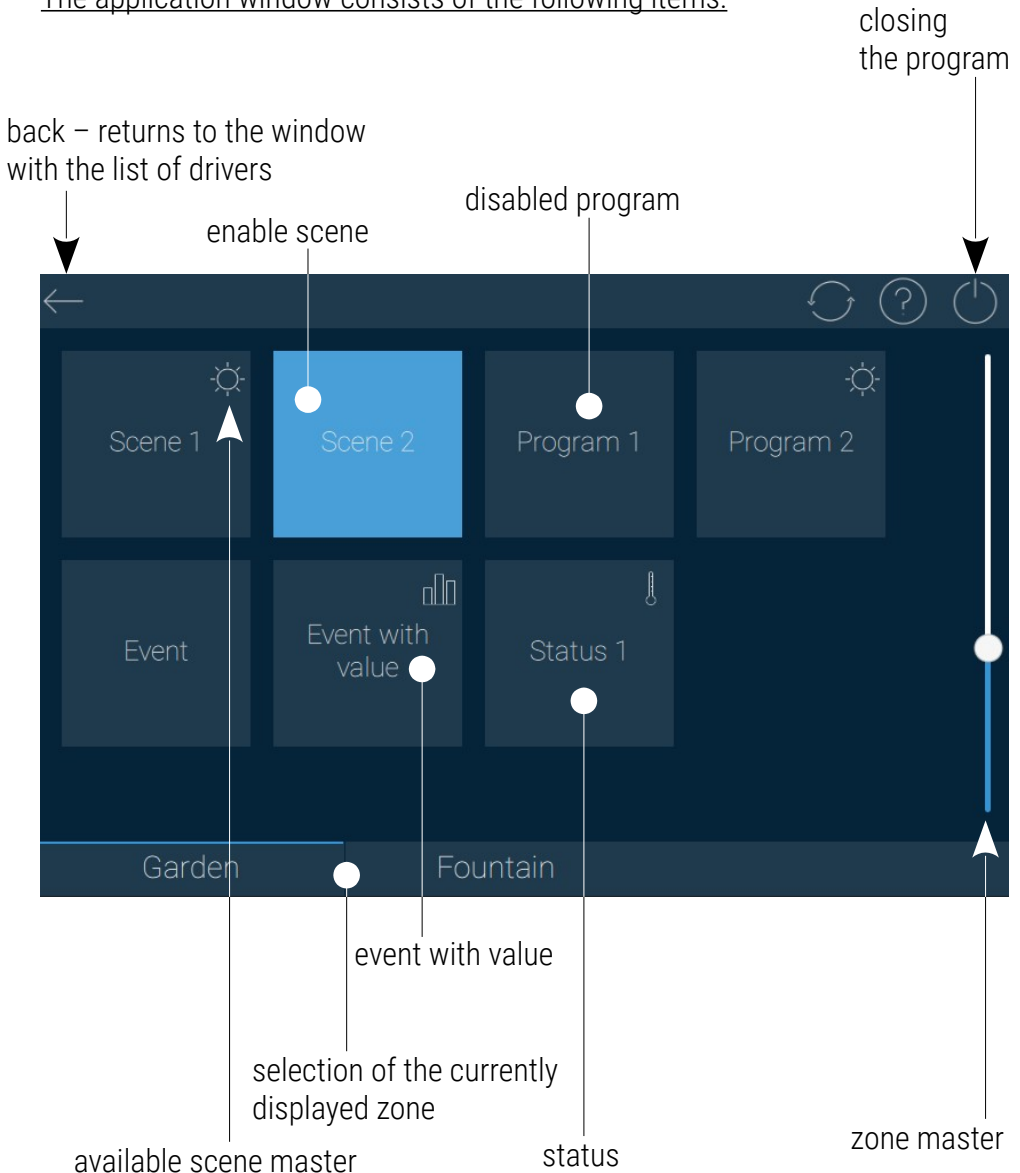 The application window consists of the following items:
closing
the program
back – returns to the window
with the list of drivers
disabled program
enable scene
?
Scene 1
Scene 2
Program 1
Program 2
Event
Event with
value
Status 1
Garden
Fountain
event with value
selection of the currently
displayed zone
available scene master
status
zone master